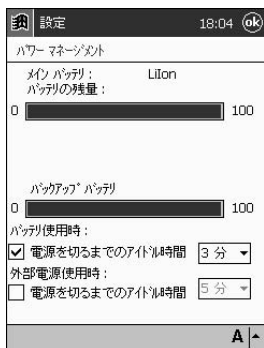 設定 18:04 ok
パワー マネージメント
メイン バッテリ: LiIon
バッテリの残量:
0 100
バックアップ バッテリ
0 100
バッテリ使用時:
電源を切るまでのアイドル時間 3 分
外部電源使用時:
電源を切るまでのアイドル時間 5 分
A